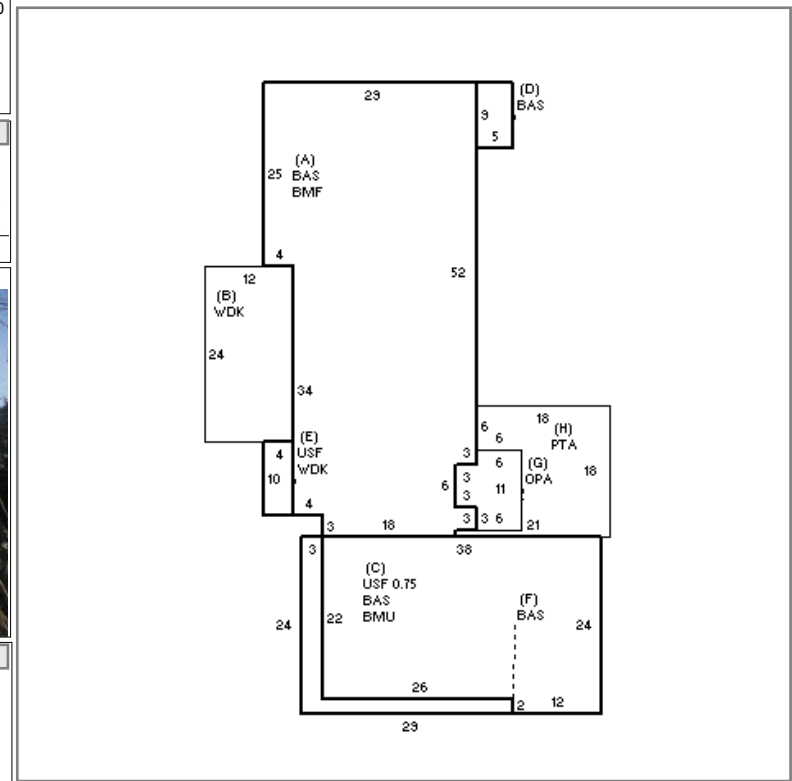 29
(D)
9
BAS
5
(A)
25 BAS
BMF
4
52
12
(B)
WDK
24
34
18
6
(H)
6
PTA
(E)
4
USF
3
6
(G)
18
WDK
3
OPA
10
6
11
3
4
3
3 6
21
3
18
3
38
(C)
USF 0.75
(F)
BAS
BAS
24
22
BMU
24
26
2
12
29